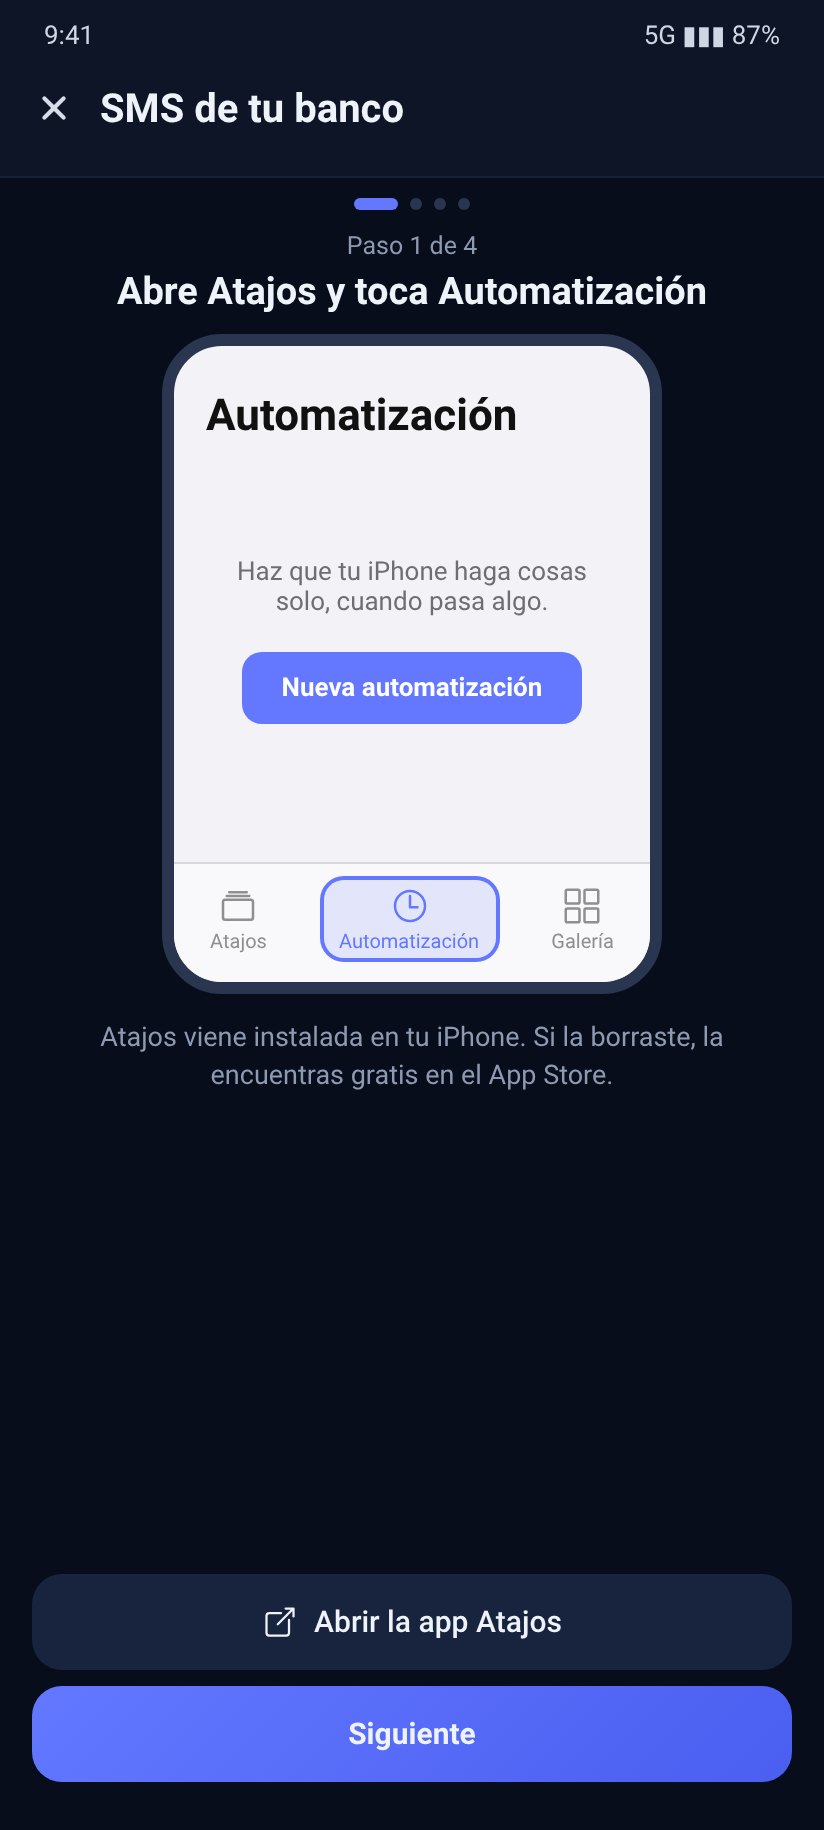 9:41
5G 87%
SMS de tu banco
Paso 1 de 4
Abre Atajos y toca Automatización
Automatización
Haz que tu iPhone haga cosas
solo, cuando pasa algo.
Nueva automatización
Atajos
Automatización
Galería
Atajos viene instalada en tu iPhone. Si la borraste, la
encuentras gratis en el App Store.
Abrir la app Atajos
Siguiente